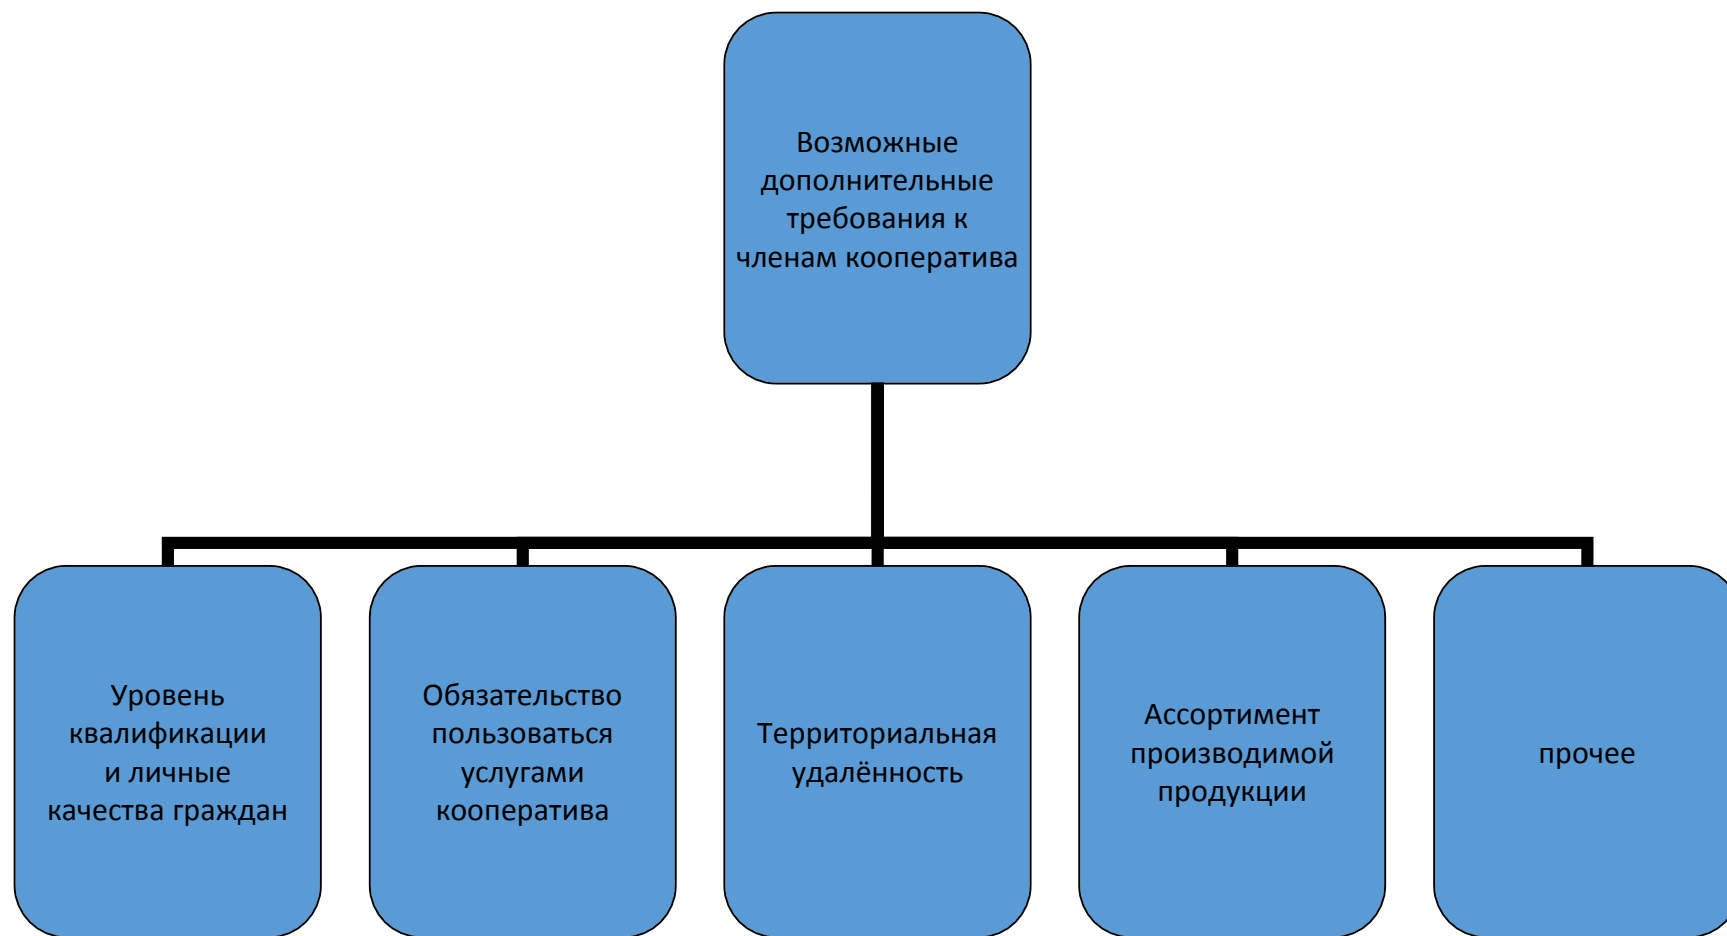 Возможные
дополнительные
требования к
членам кооператива
Уровень
квалификации
и личные
качества граждан
Обязательство
пользоваться
услугами
кооператива
Территориальная
удалённость
Ассортимент
производимой
продукции
прочее